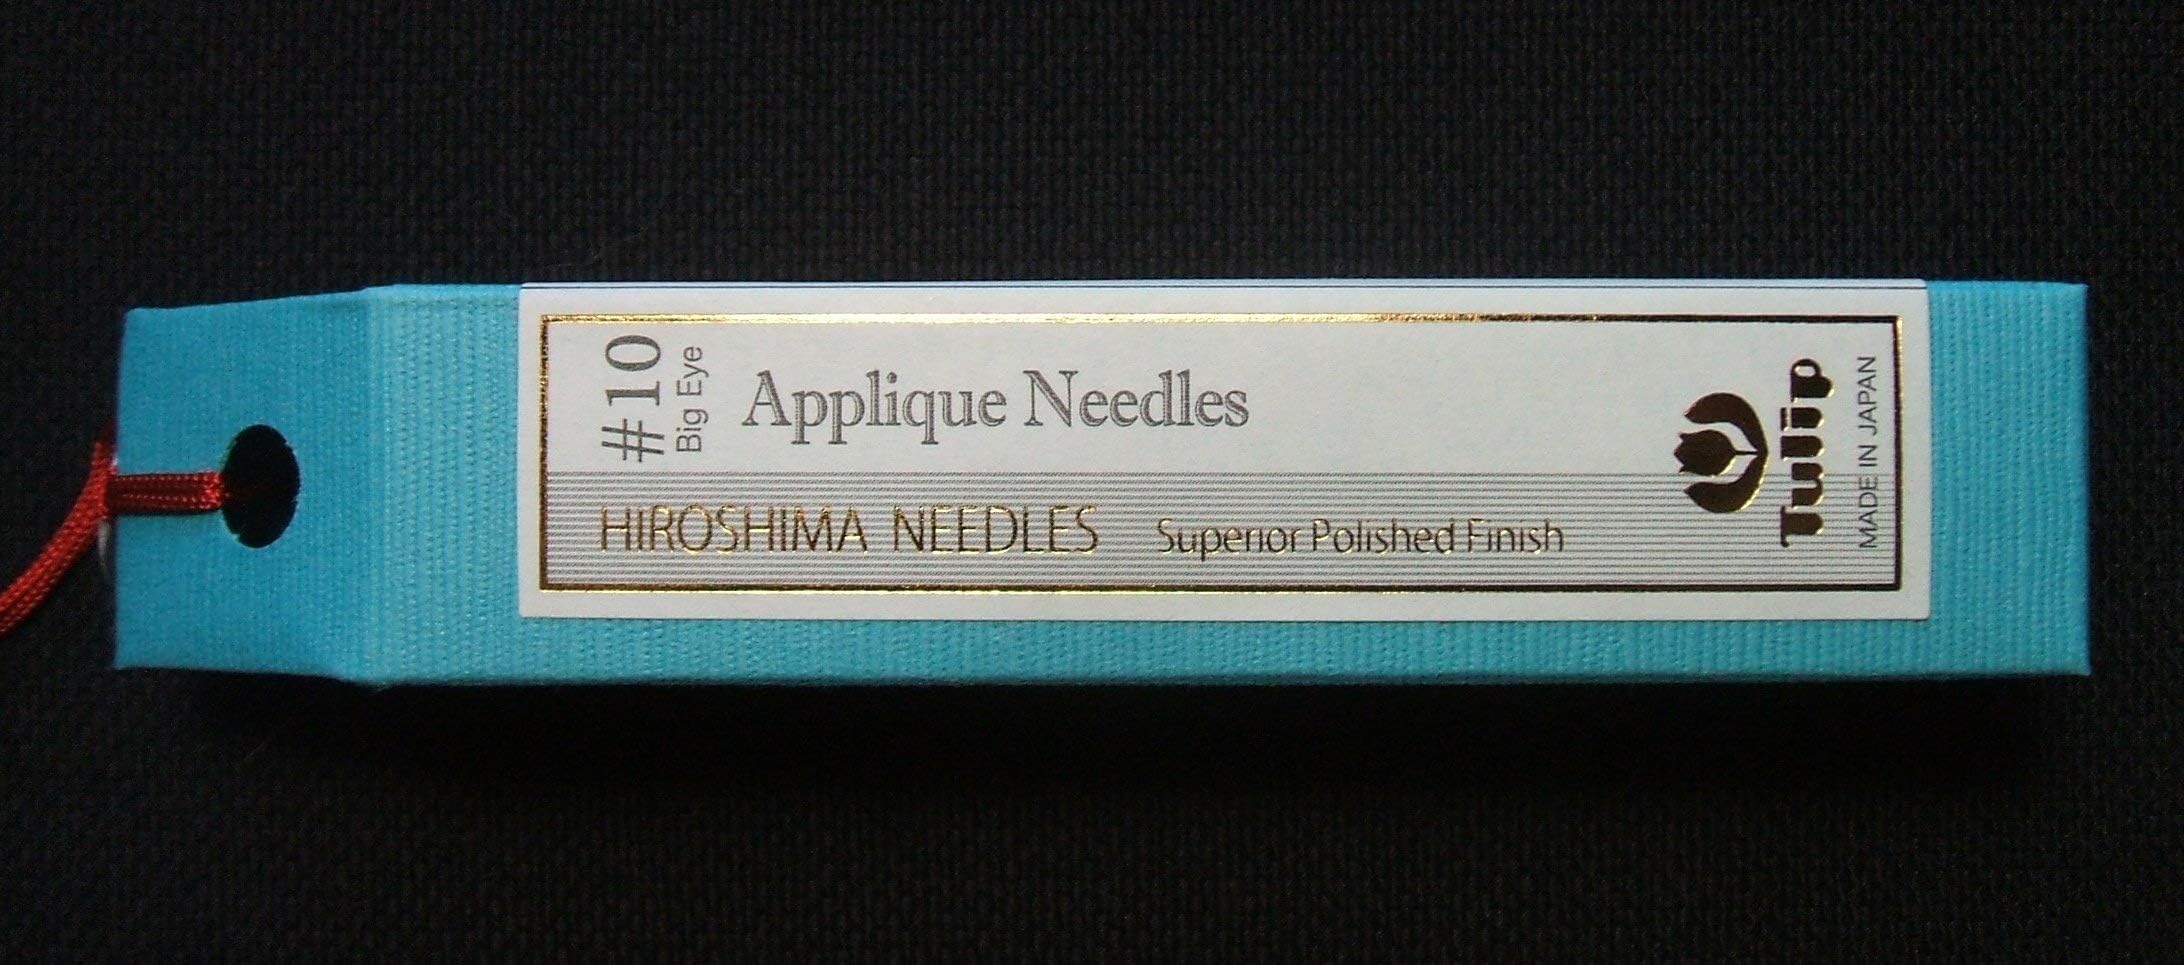 #10
Big Eye
Applique Needles
HIROSHIMA NEEDLES Superior Polished Finish
Tulip
MADE IN JAPAN